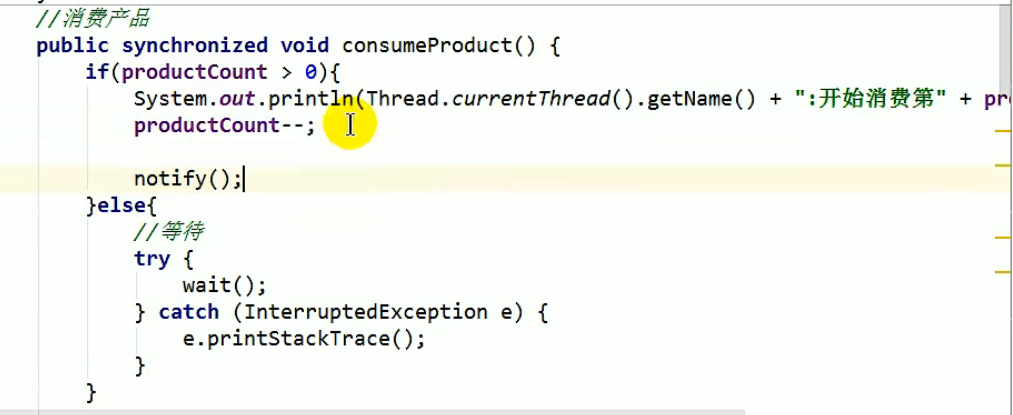 //消费产品
public synchronized void consumeProduct() {
if(productCount > 0){
System.out.println(Thread.currentThread().getName() + ":开始消费第" + pro
productCount--;
notify();
}else{
//等待
try {
wait();
} catch (InterruptedException e) {
e.printStackTrace();
}
}